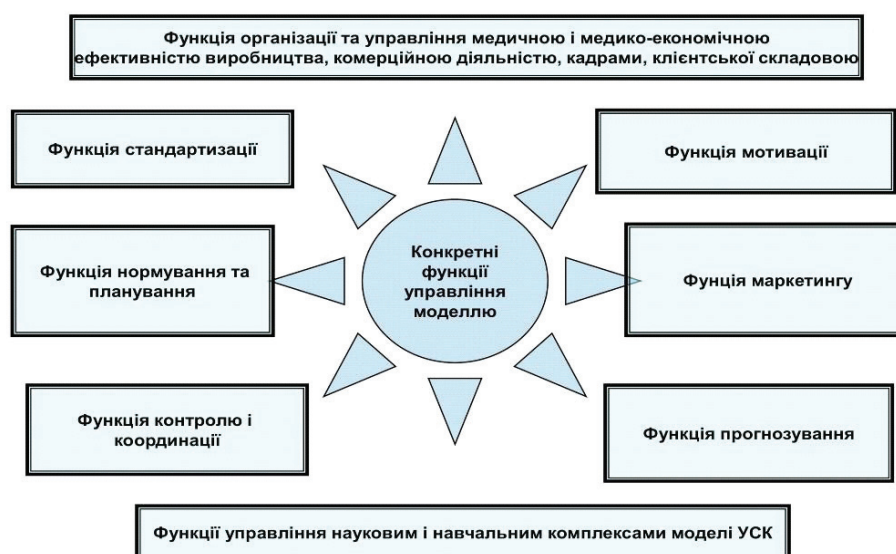 Функція організації та управління медичною і медико-економічною
ефективністю виробництва, комерційною діяльністю, кадрами, клієнтської складовою
Функція стандартизації
Функція мотивації
Конкретні
функції
управління
моделлю
Функція нормування та
планування
Фунція маркетингу
Функція контролю і
координації
Функція прогнозування
Функції управління науковим і навчальним комплексами моделі УСК